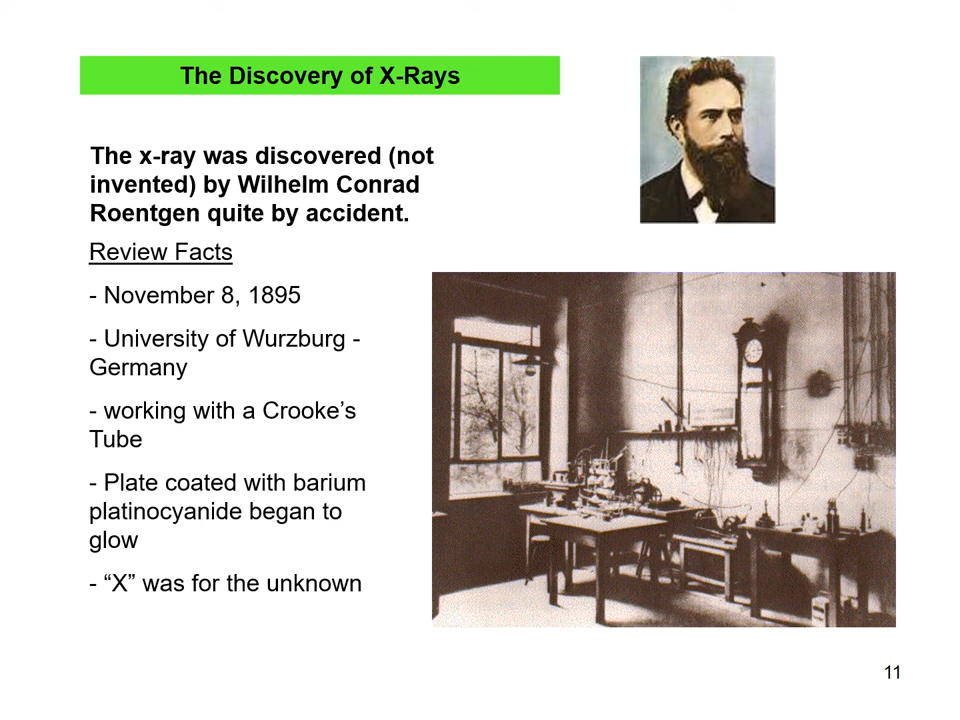 The Discovery of X-Rays
The x-ray was discovered (not
invented) by Wilhelm Conrad
Roentgen quite by accident.
Review Facts
- November 8, 1895
- University of Wurzburg -
Germany
- working with a Crooke’s
Tube
- Plate coated with barium
platinocyanide began to
glow
- “X” was for the unknown
11